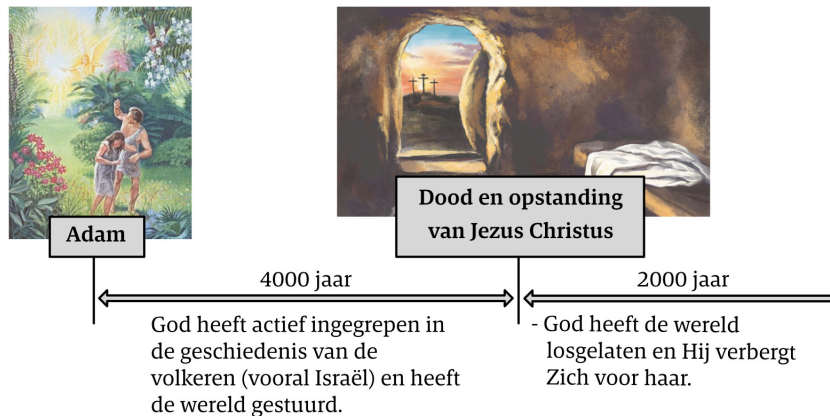 Adam
Dood en opstanding
van Jezus Christus
4000 jaar
2000 jaar
God heeft actief ingegrepen in
de geschiedenis van de
volkeren (vooral Israël) en heeft
de wereld gestuurd.
- God heeft de wereld
losgelaten en Hij verbergt
Zich voor haar.